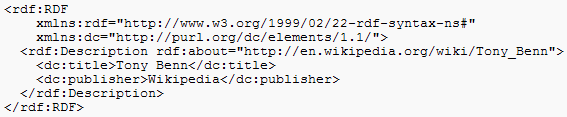 <rdf:RDF
    xmlns:rdf="http://www.w3.org/1999/02/22-rdf-syntax-ns#"
    xmlns:dc="http://purl.org/dc/elements/1.1/">
  <rdf:Description rdf:about="http://en.wikipedia.org/wiki/Tony_Benn">
    <dc:title>Tony Benn</dc:title>
    <dc:publisher>Wikipedia</dc:publisher>
  </rdf:Description>
</rdf:RDF>